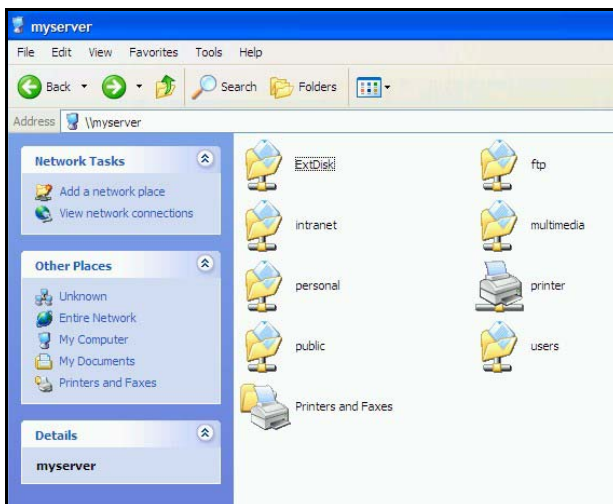 myserver
File Edit View Favorites Tools Help
Back Search Folders
Address \\myserver
Network Tasks
Add a network place
View network connections
Other Places
Unknown
Entire Network
My Computer
My Documents
Printers and Faxes
Details
myserver
ExtDisk ftp
intranet multimedia
personal printer
public users
Printers and Faxes